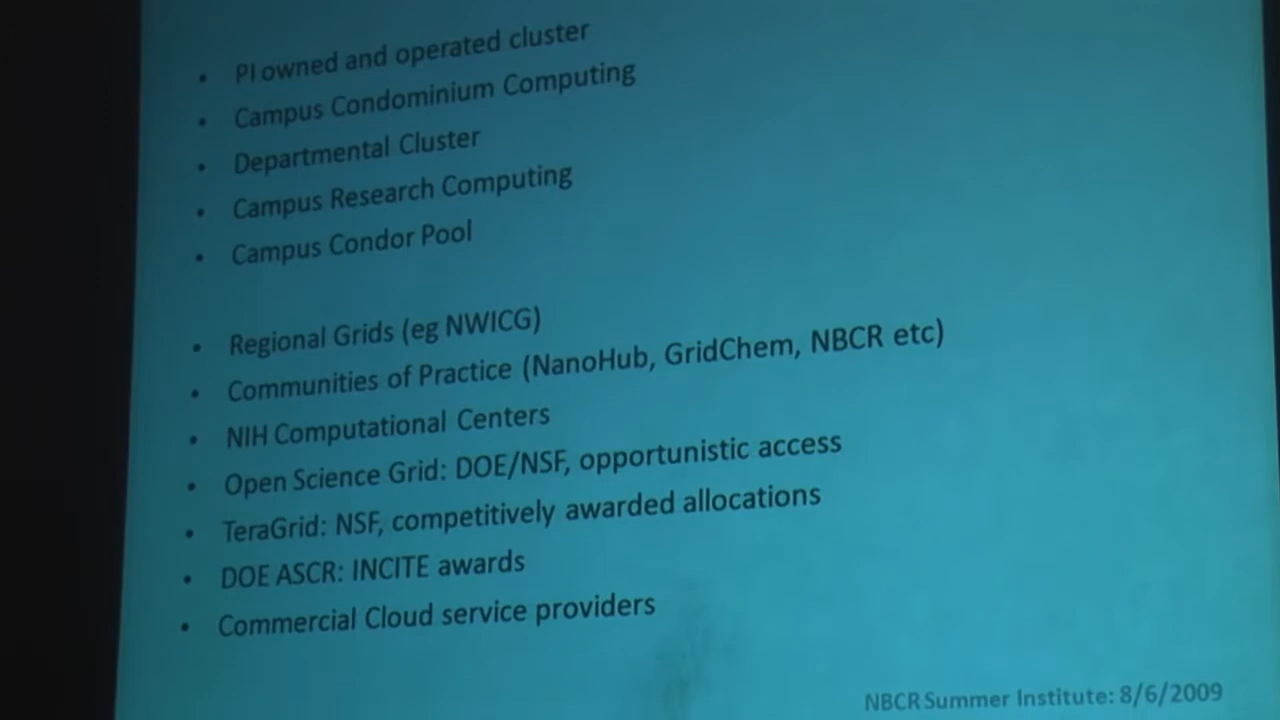 • PI owned and operated cluster
• Campus Condominium Computing
• Departmental Cluster
• Campus Research Computing
• Campus Condor Pool
• Regional Grids (eg NWICG)
• Communities of Practice (NanoHub, GridChem, NBCR etc)
• NIH Computational Centers
• Open Science Grid: DOE/NSF, opportunistic access
• TeraGrid: NSF, competitively awarded allocations
• DOE ASCR: INCITE awards
• Commercial Cloud service providers
NBCR Summer Institute: 8/6/2009